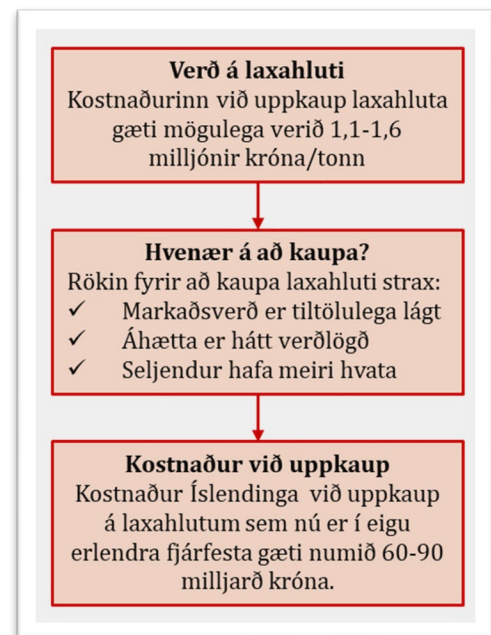 Verð á laxahluti
Kostnaðurinn við uppkaup laxahluta
gæti mögulega verið 1,1-1,6
milljónir króna/tonn
Hvenær á að kaupa?
Rökin fyrir að kaupa laxahluti strax:
✓ Markaðsverð er tiltölulega lágt
✓ Áhætta er hátt verðlögð
✓ Seljendur hafa meiri hvata
Kostnaður við uppkaup
Kostnaður Íslendinga við uppkaup
á laxahlutum sem nú er í eigu
erlendra fjárfesta gæti numið 60-90
milljarð króna.